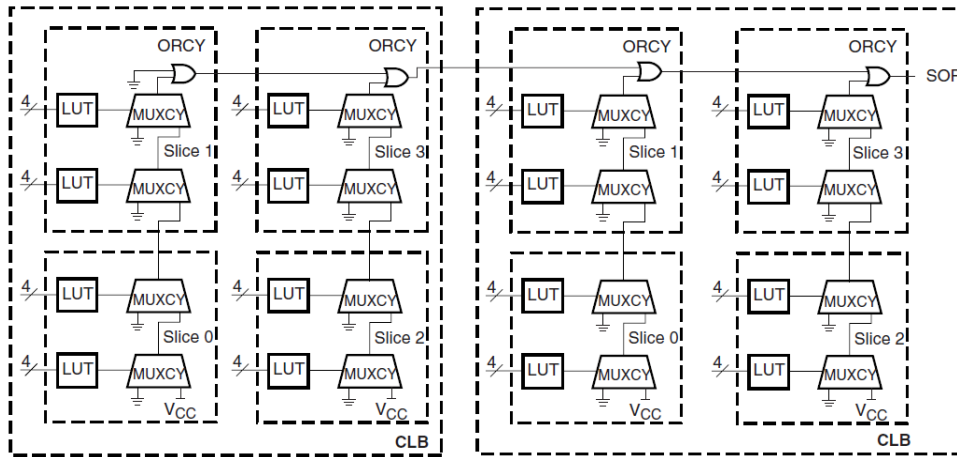 ORCY ORCY ORCY ORCY
SOP
4 LUT MUXCY 4 LUT MUXCY 4 LUT MUXCY 4 LUT MUXCY
Slice 1 Slice 3 Slice 1 Slice 3
4 LUT MUXCY 4 LUT MUXCY 4 LUT MUXCY 4 LUT MUXCY
4 LUT MUXCY 4 LUT MUXCY 4 LUT MUXCY 4 LUT MUXCY
Slice 0 Slice 2 Slice 0 Slice 2
4 LUT MUXCY 4 LUT MUXCY 4 LUT MUXCY 4 LUT MUXCY
VCC VCC VCC VCC
CLB CLB